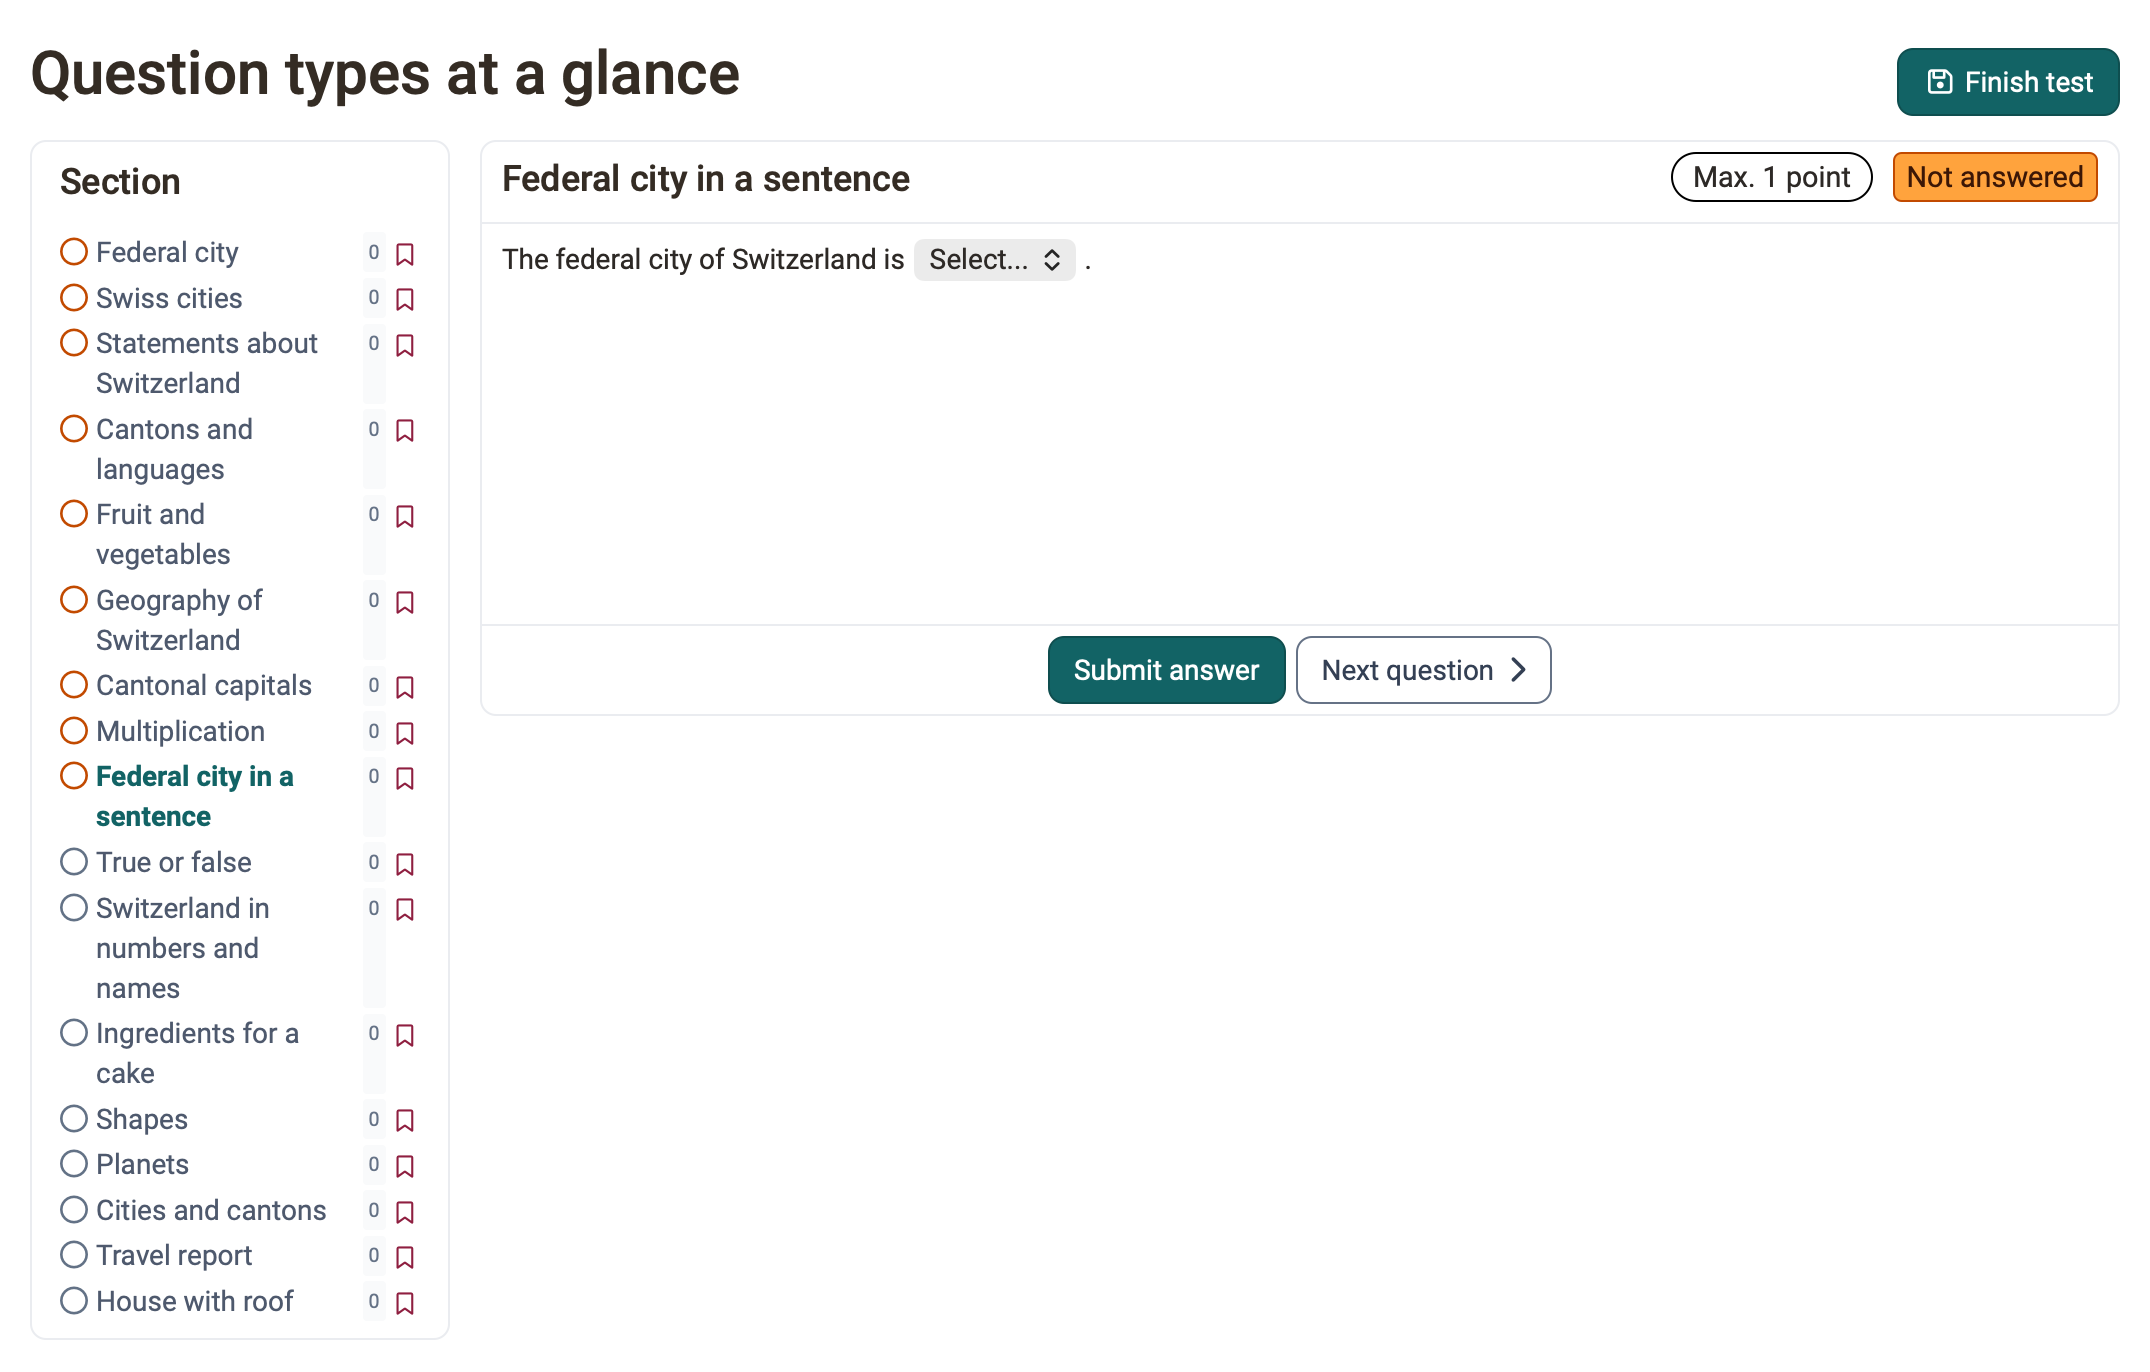 Question types at a glance
Finish test
Section
Federal city 0
Swiss cities 0
Statements about 0
Switzerland
Cantons and 0
languages
Fruit and 0
vegetables
Geography of 0
Switzerland
Cantonal capitals 0
Multiplication 0
Federal city in a 0
sentence
True or false 0
Switzerland in 0
numbers and
names
Ingredients for a 0
cake
Shapes 0
Planets 0
Cities and cantons 0
Travel report 0
House with roof 0
Federal city in a sentence
Max. 1 point
Not answered
The federal city of Switzerland is Select... .
Submit answer
Next question